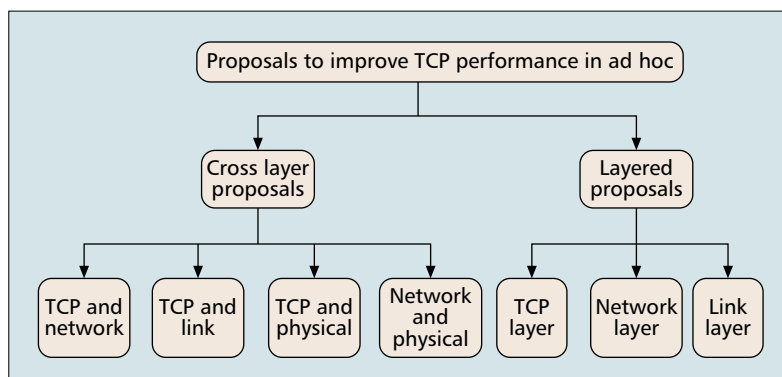 Proposals to improve TCP performance in ad hoc
Cross layer
proposals
Layered
proposals
TCP and
network
TCP and
link
TCP and
physical
Network
and
physical
TCP
layer
Network
layer
Link
layer